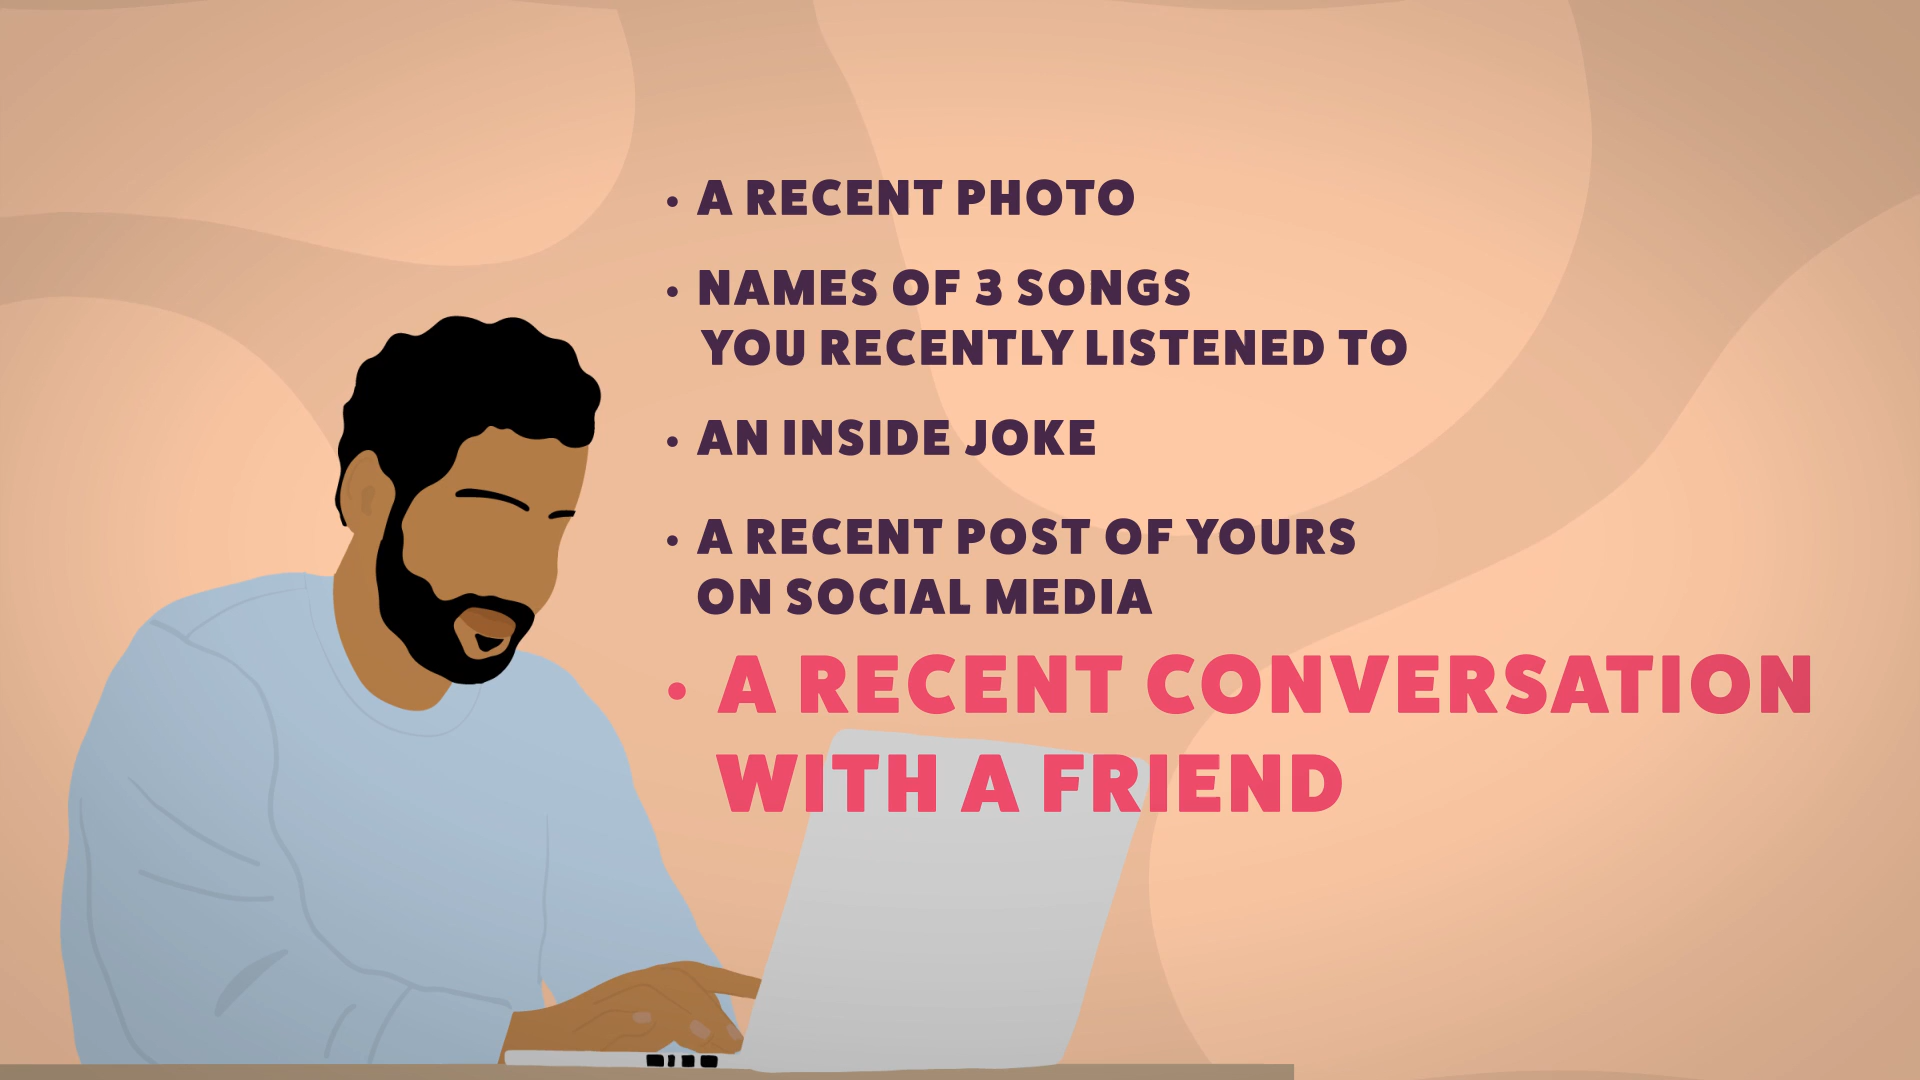 • A RECENT PHOTO
• NAMES OF 3 SONGS
YOU RECENTLY LISTENED TO
• AN INSIDE JOKE
• A RECENT POST OF YOURS
ON SOCIAL MEDIA
• A RECENT CONVERSATION
WITH A FRIEND